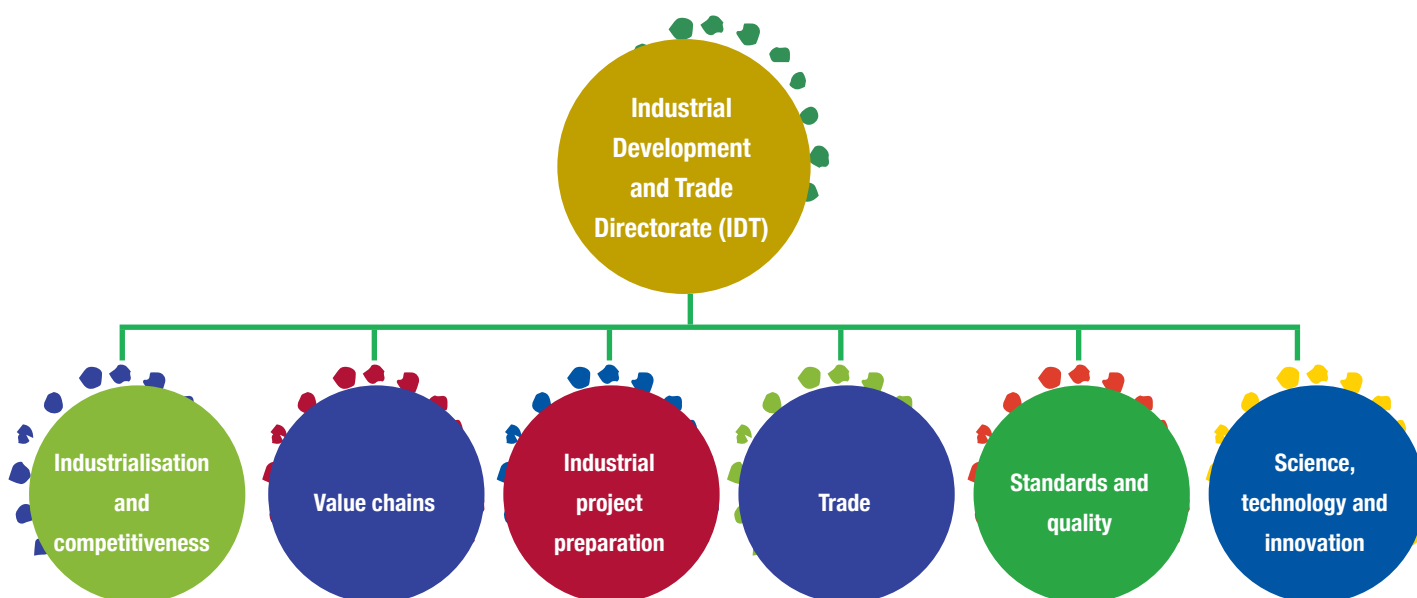 Industrial
Development
and Trade
Directorate (IDT)
Industrialisation
and
competitiveness
Value chains
Industrial
project
preparation
Trade
Standards and
quality
Science,
technology and
innovation